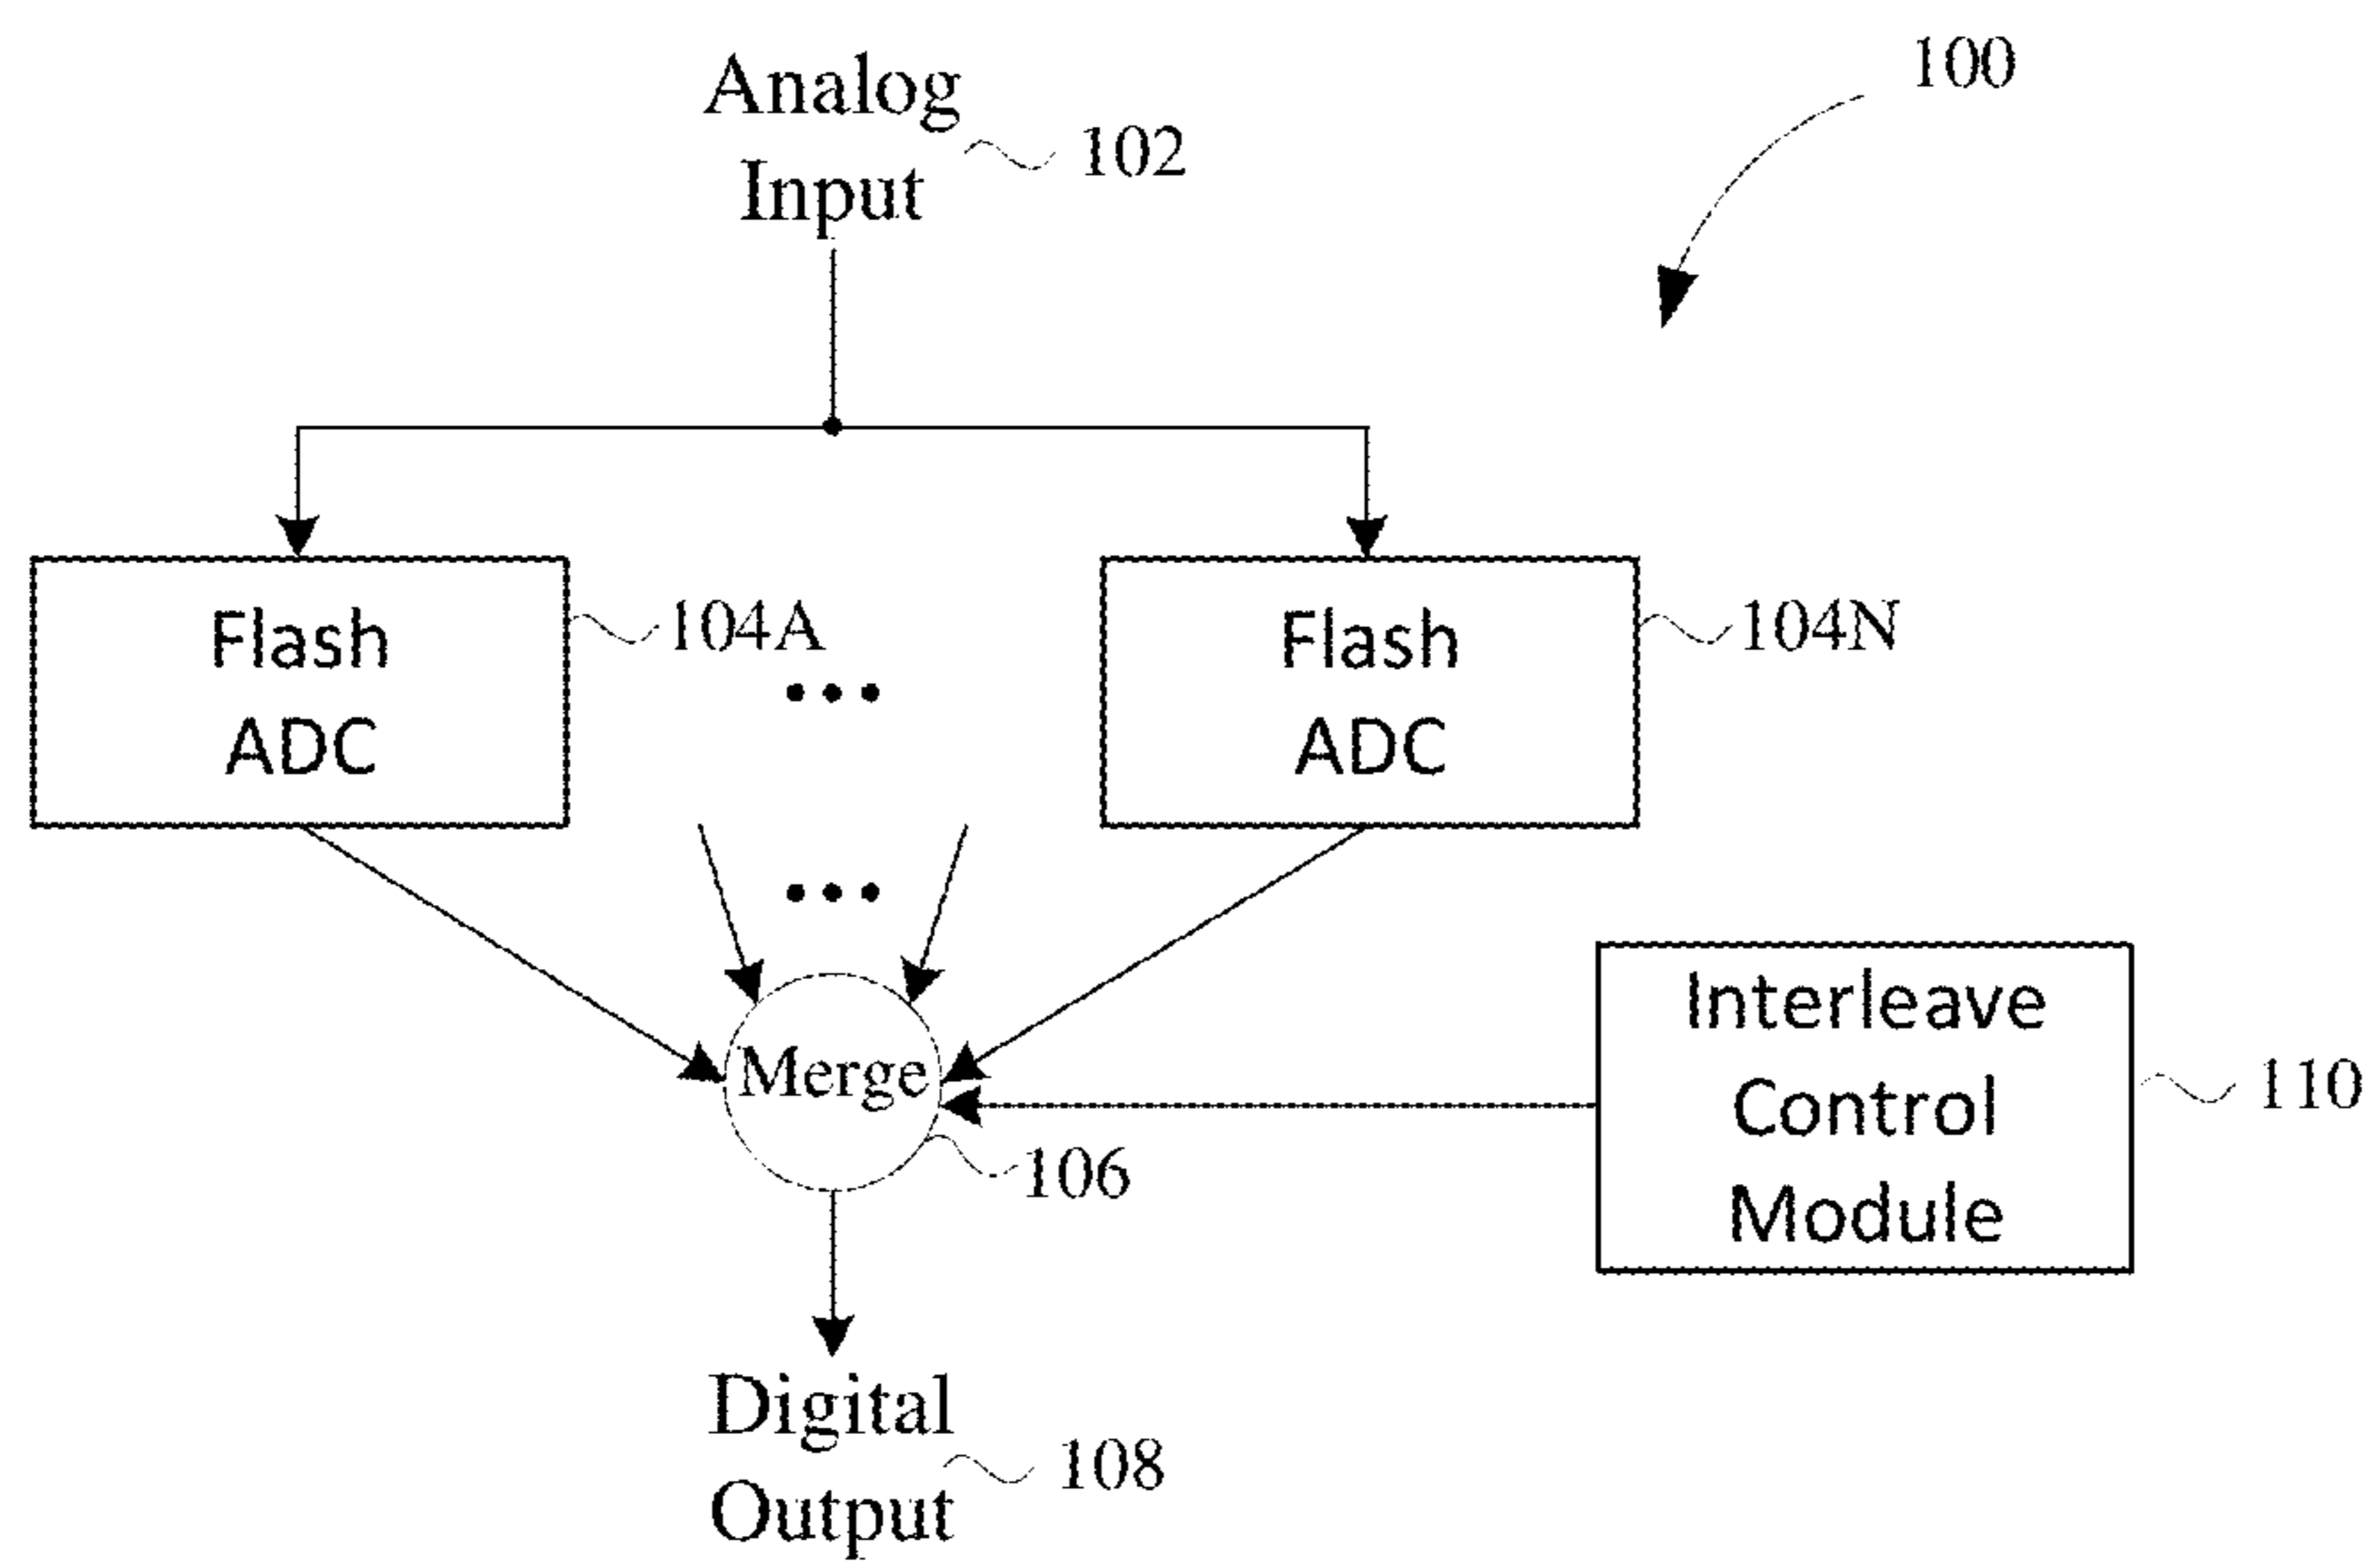 100
Analog
Input
102
Flash
ADC
104A
Flash
ADC
104N
Merge
106
Interleave
Control
Module
110
Digital
Output
108